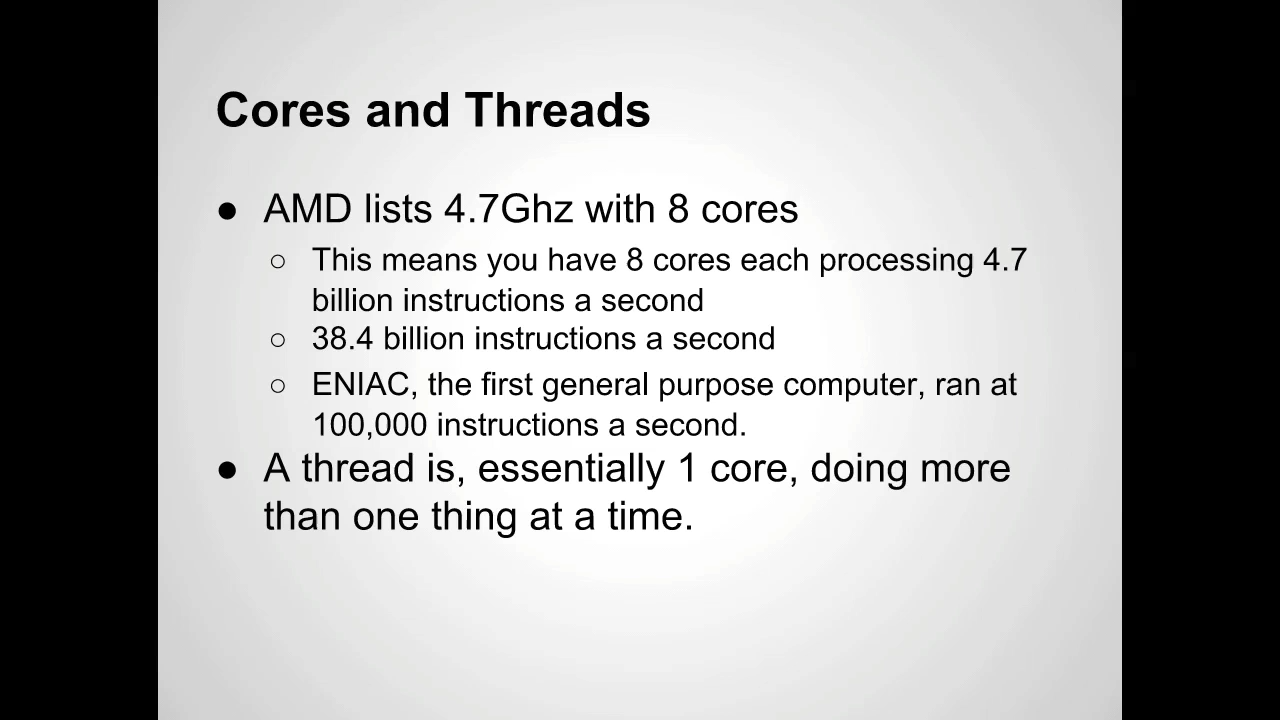 Cores and Threads
● AMD lists 4.7Ghz with 8 cores
○ This means you have 8 cores each processing 4.7
billion instructions a second
○ 38.4 billion instructions a second
○ ENIAC, the first general purpose computer, ran at
100,000 instructions a second.
● A thread is, essentially 1 core, doing more
than one thing at a time.